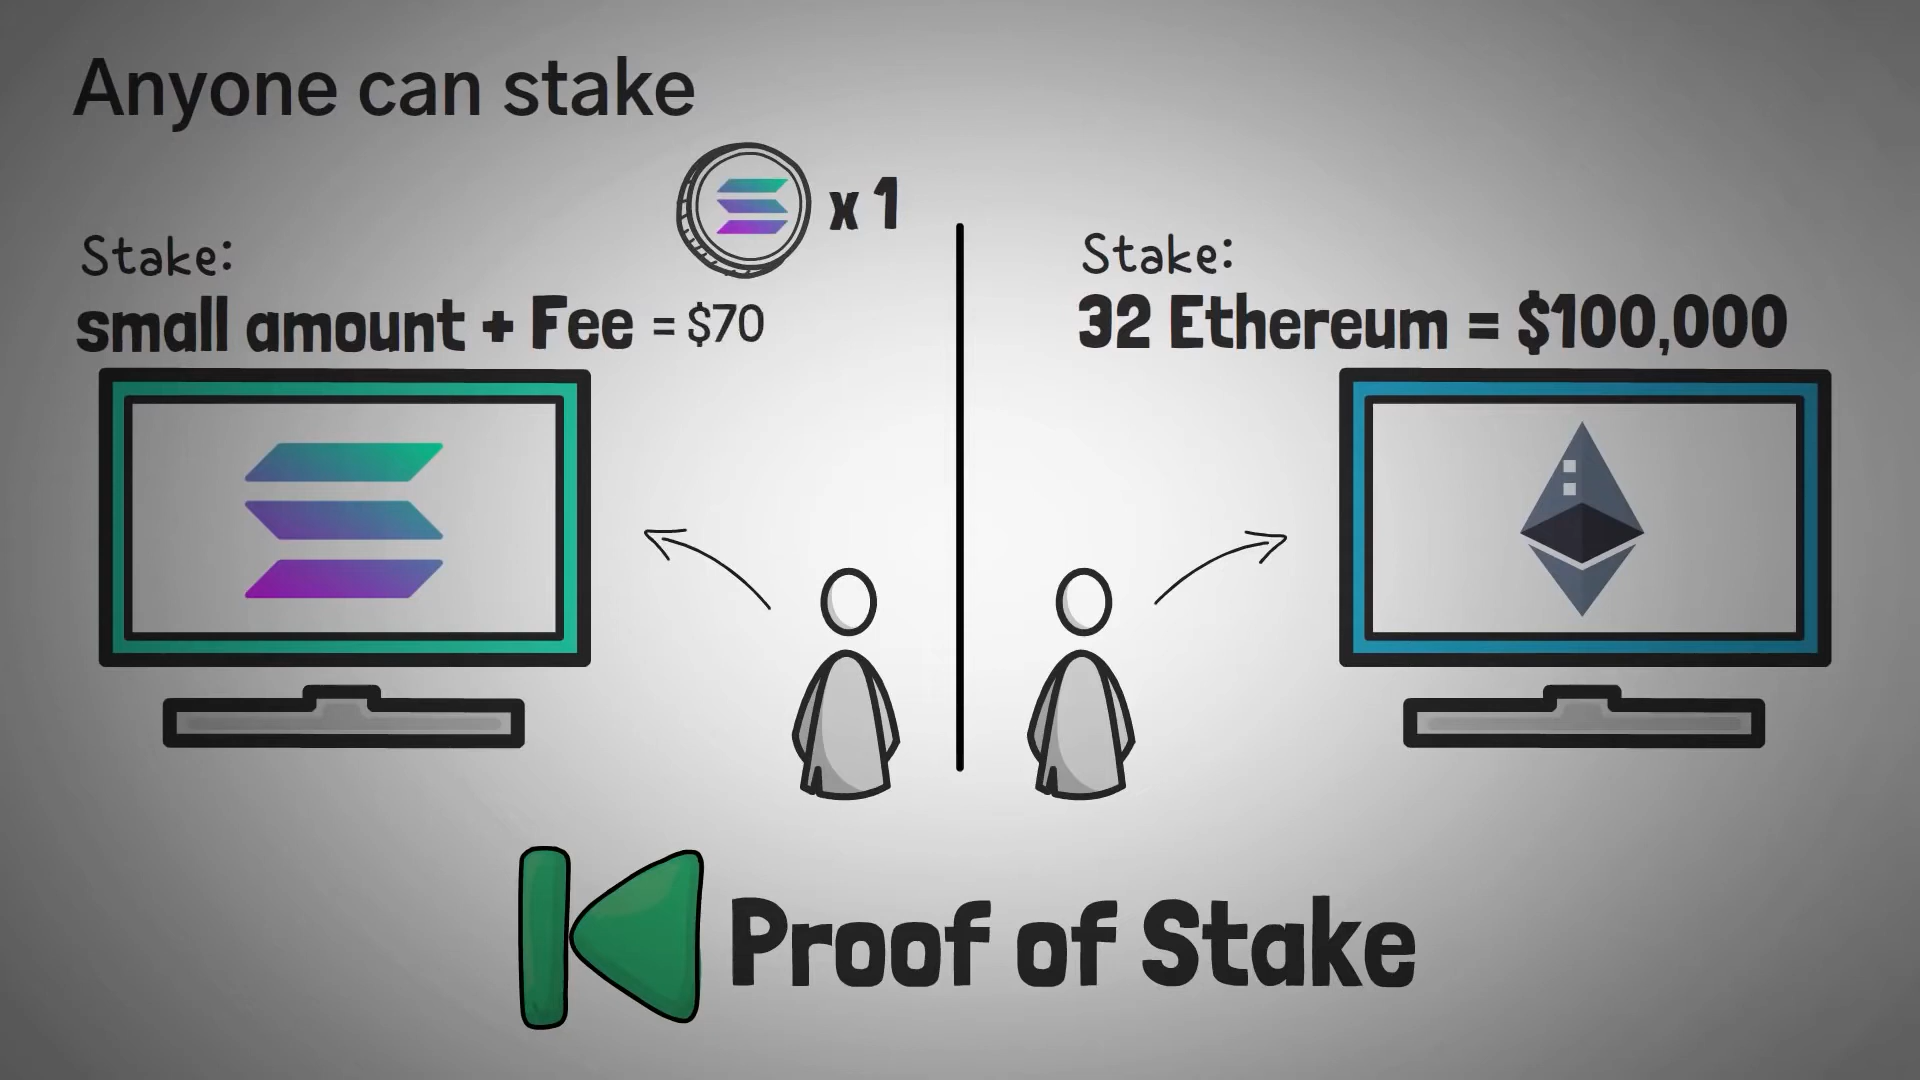 Anyone can stake
x 1
Stake:
small amount + Fee = $70
Stake:
32 Ethereum = $100,000
Proof of Stake